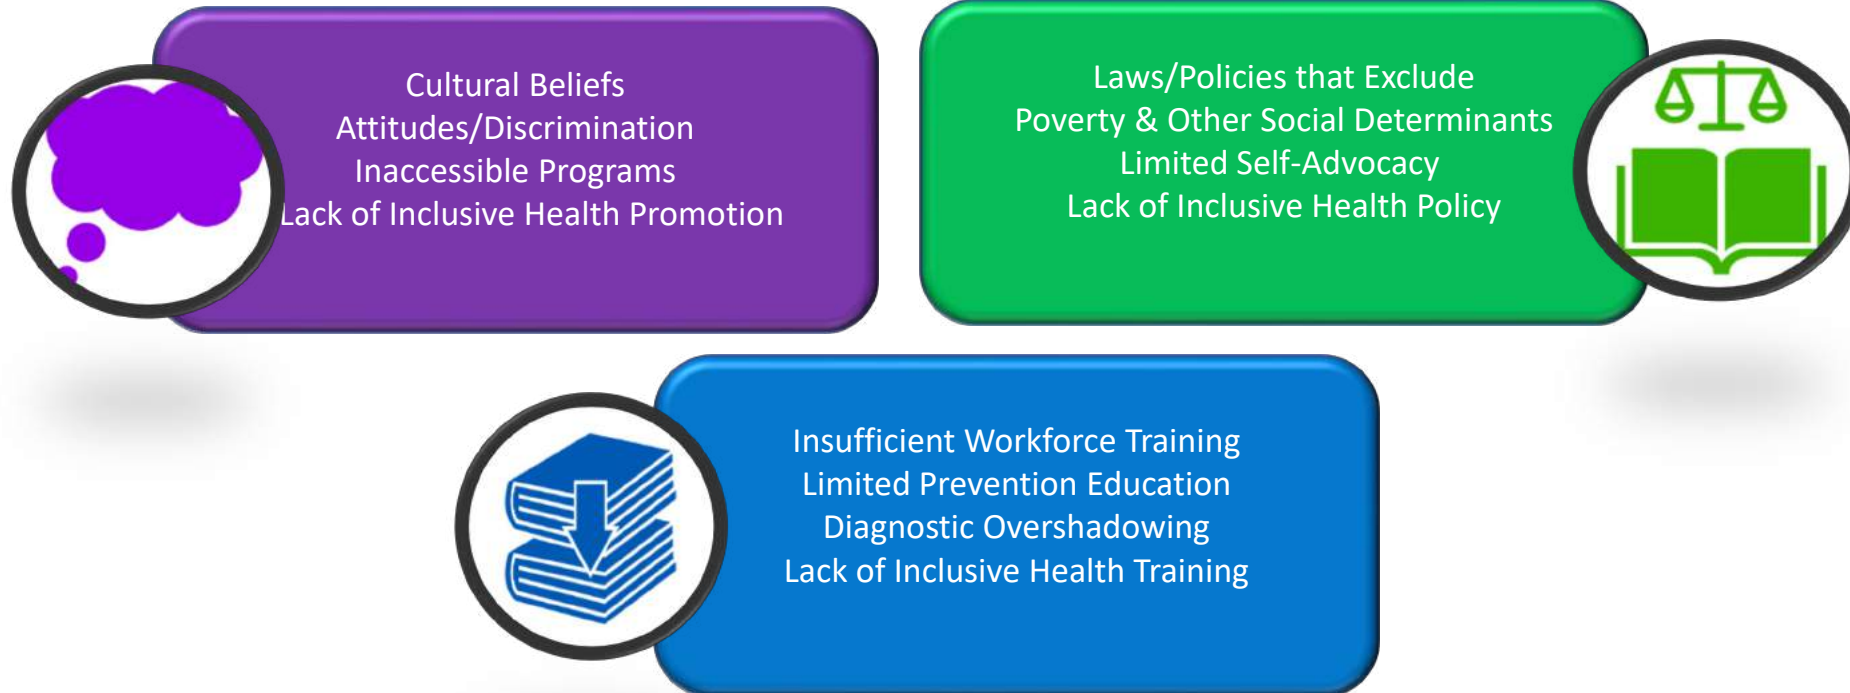 Cultural Beliefs
Attitudes/Discrimination
Inaccessible Programs
Lack of Inclusive Health Promotion
Laws/Policies that Exclude
Poverty & Other Social Determinants
Limited Self-Advocacy
Lack of Inclusive Health Policy
Insufficient Workforce Training
Limited Prevention Education
Diagnostic Overshadowing
Lack of Inclusive Health Training